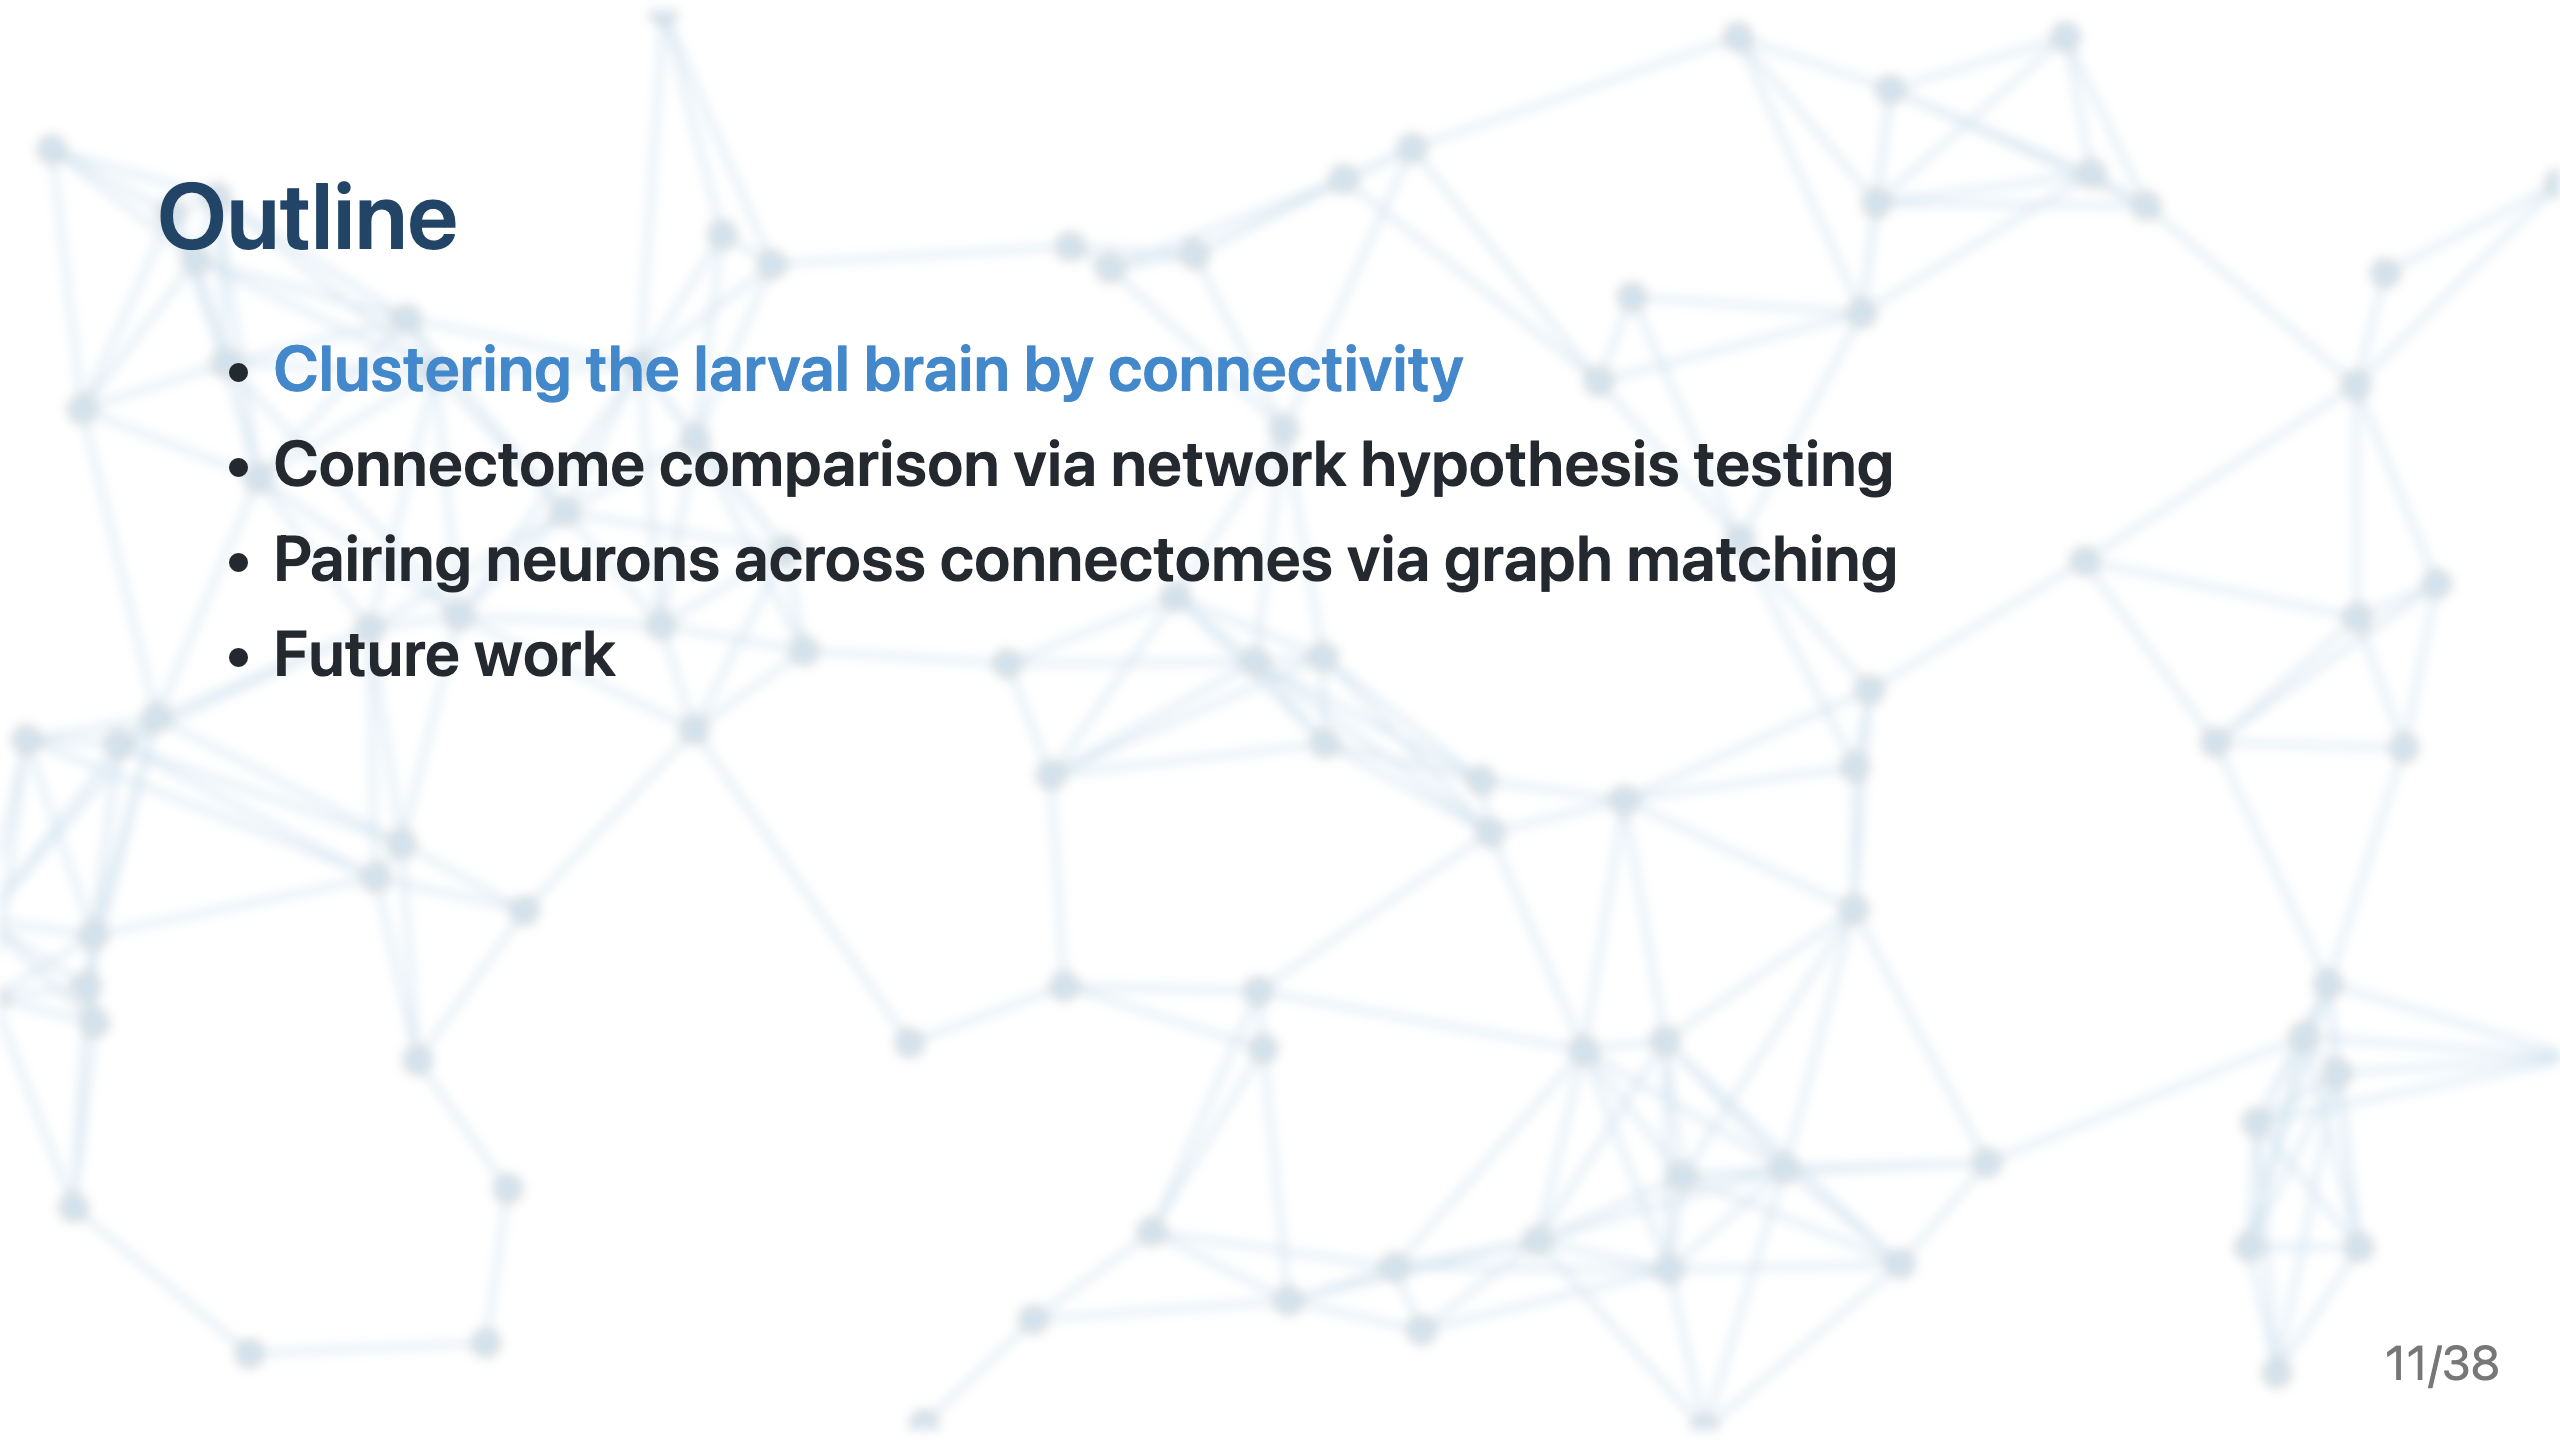 Outline
• Clustering the larval brain by connectivity
• Connectome comparison via network hypothesis testing
• Pairing neurons across connectomes via graph matching
• Future work
11/38